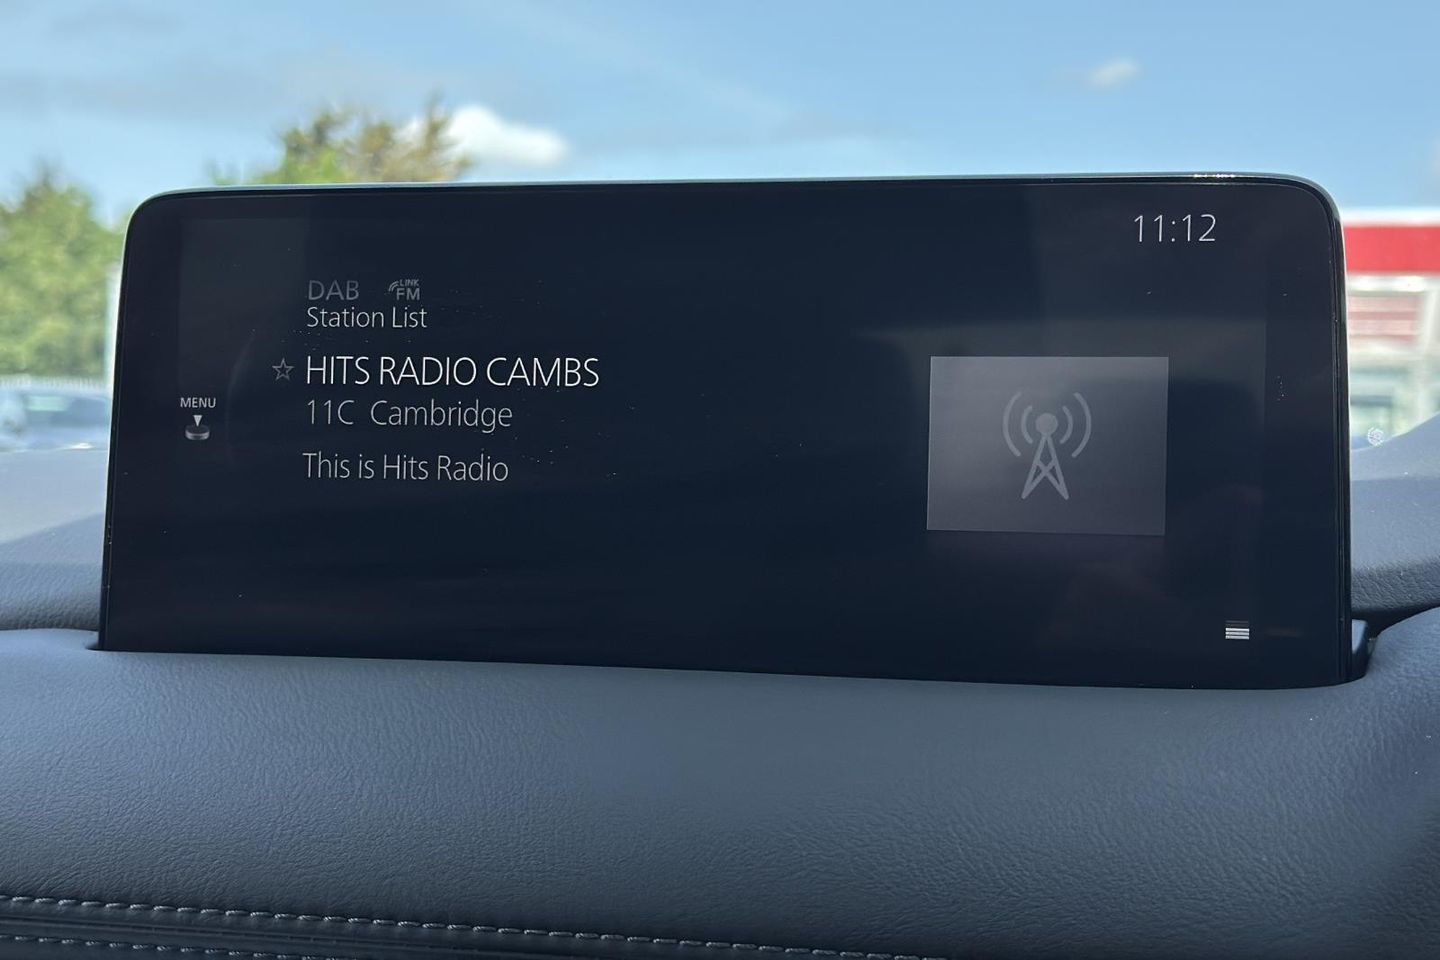 11:12
DAB LINK FM
Station List
HITS RADIO CAMBS
11C Cambridge
MENU
This is Hits Radio